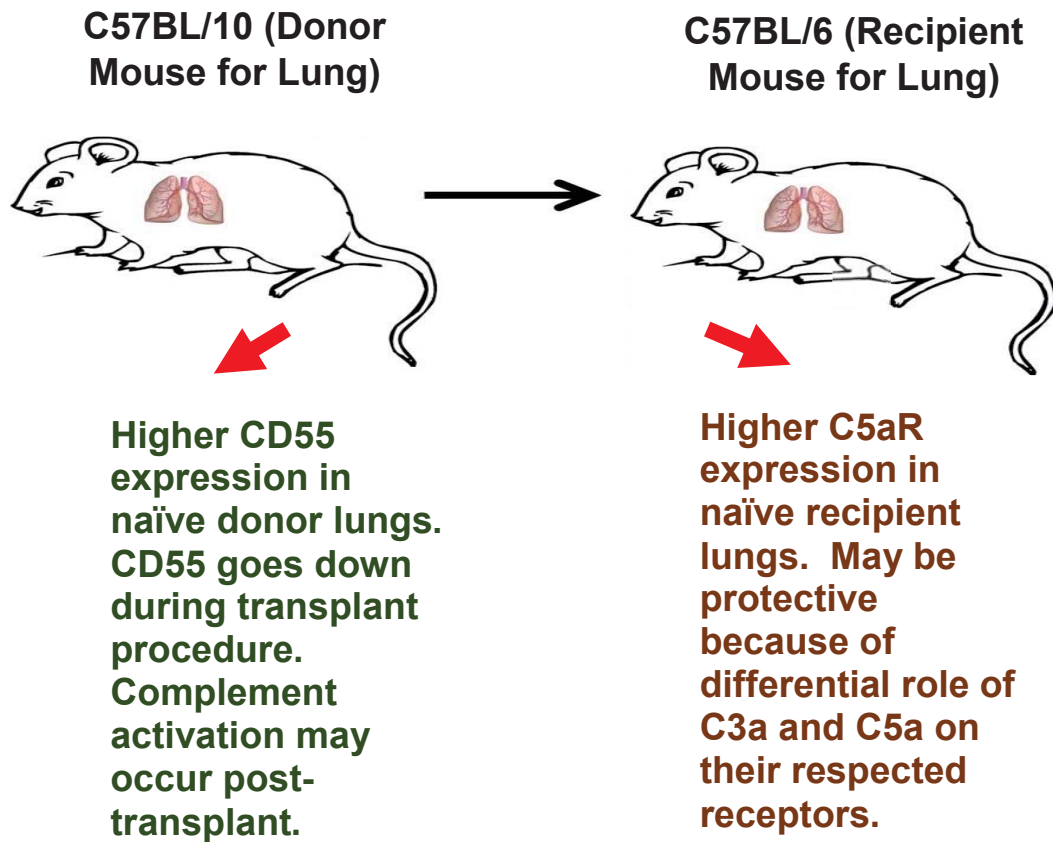 C57BL/10 (Donor
Mouse for Lung)
C57BL/6 (Recipient
Mouse for Lung)
Higher CD55
expression in
naïve donor lungs.
CD55 goes down
during transplant
procedure.
Complement
activation may
occur post-
transplant.
Higher C5aR
expression in
naïve recipient
lungs.  May be
protective
because of
differential role of
C3a and C5a on
their respected
receptors.